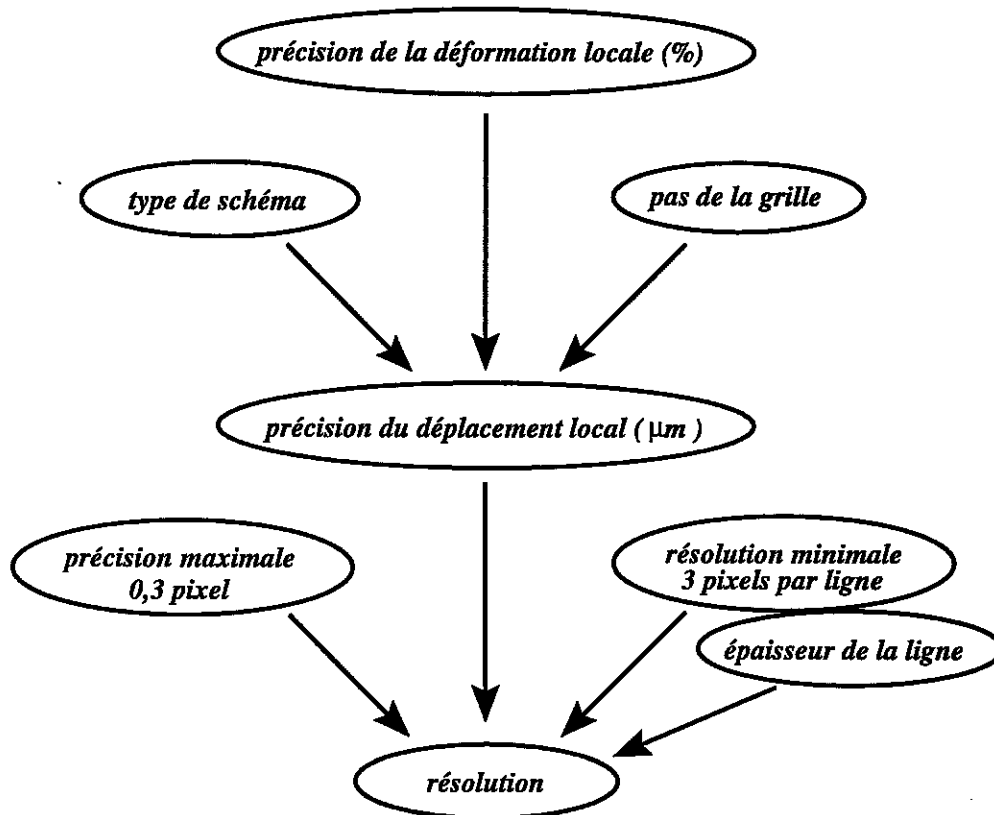 précision de la déformation locale (%)
type de schéma
pas de la grille
précision du déplacement local ( µm )
précision maximale
0,3 pixel
résolution minimale
3 pixels par ligne
épaisseur de la ligne
résolution